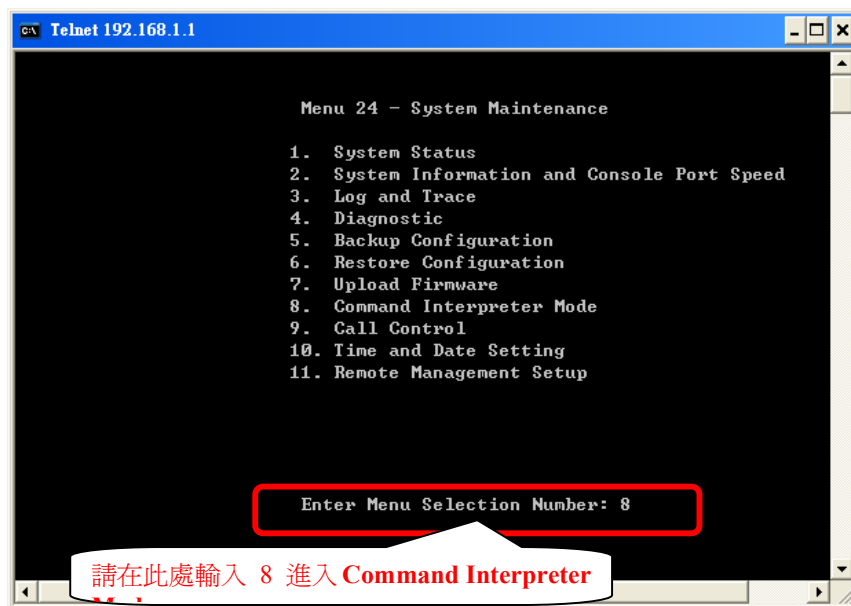 Telnet 192.168.1.1
Menu 24 - System Maintenance
1. System Status
2. System Information and Console Port Speed
3. Log and Trace
4. Diagnostic
5. Backup Configuration
6. Restore Configuration
7. Upload Firmware
8. Command Interpreter Mode
9. Call Control
10. Time and Date Setting
11. Remote Management Setup
Enter Menu Selection Number: 8
請在此處輸入 8 進入 Command Interpreter